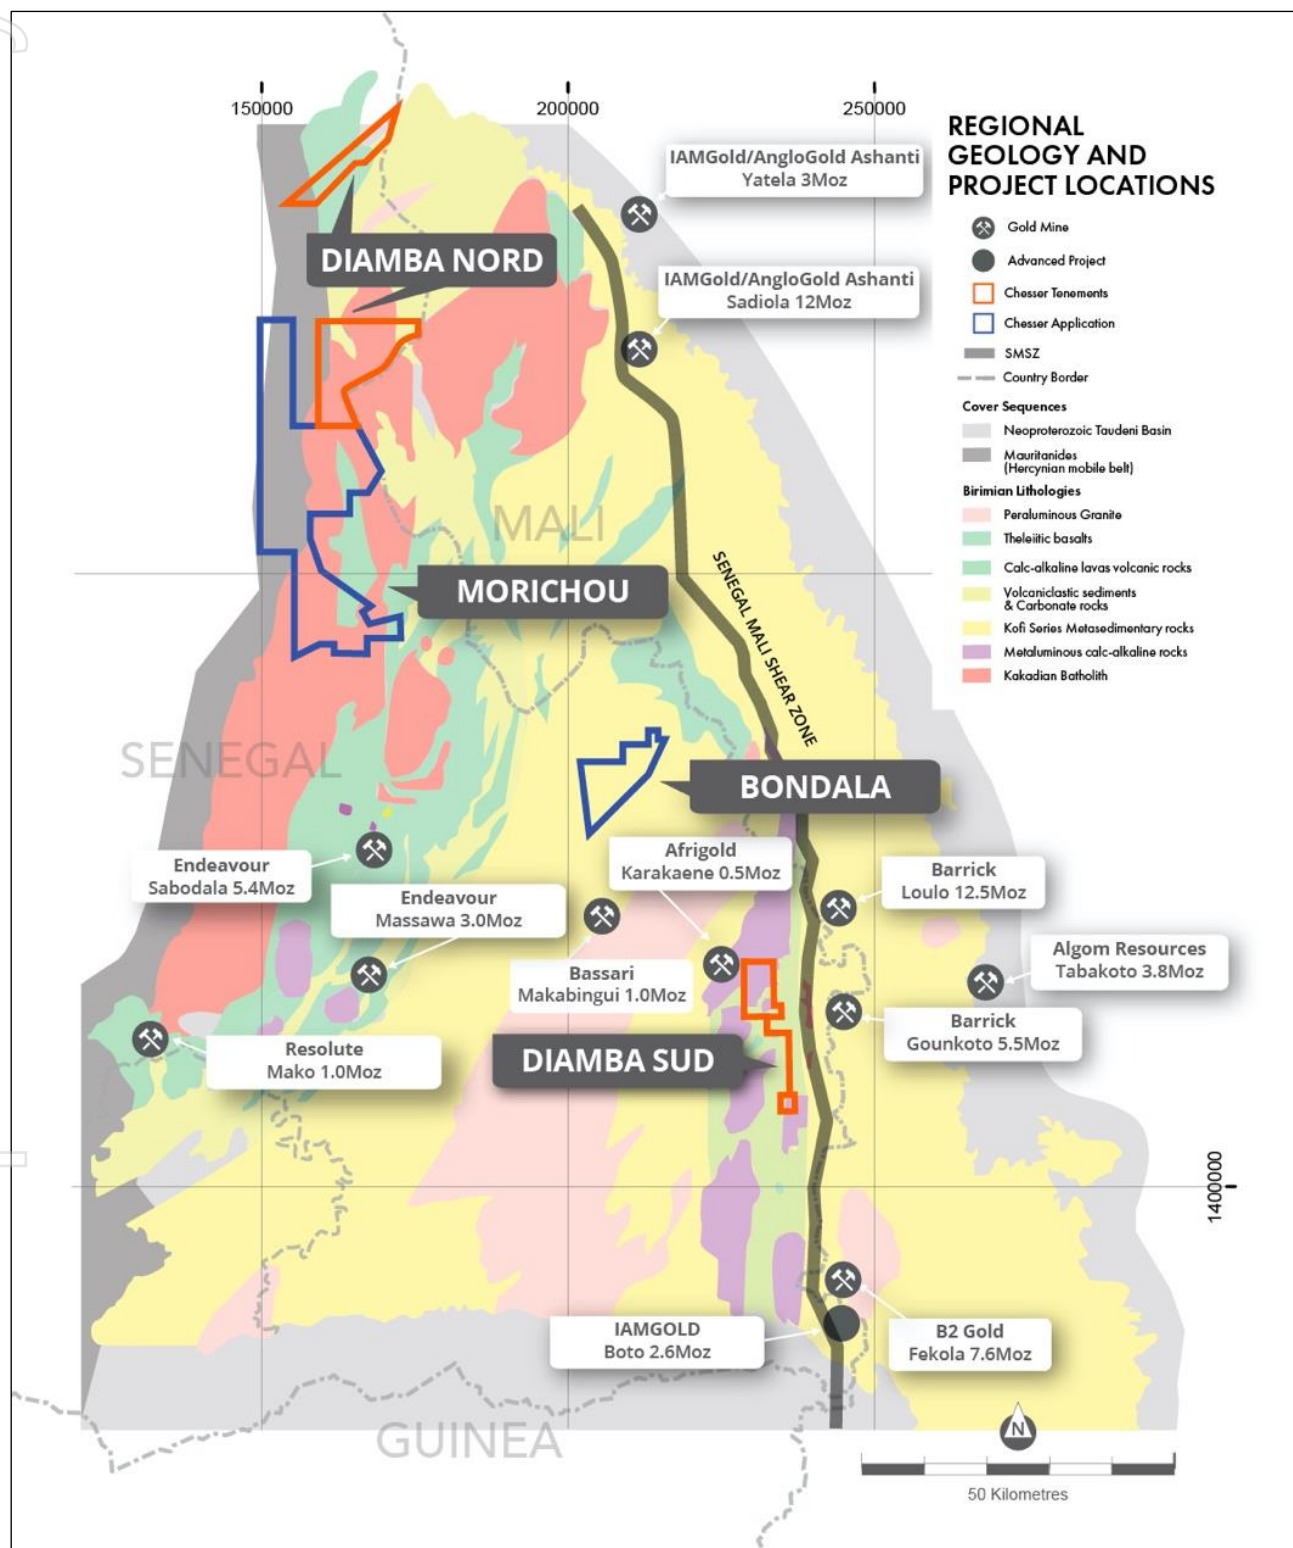 150000
200000
250000
REGIONAL
GEOLOGY AND
PROJECT LOCATIONS
Gold Mine
Advanced Project
Chesser Tenements
Chesser Application
SMSZ
Country Border
Cover Sequences
Neoproterozoic Taudeni Basin
Mauritanides
(Hercynian mobile belt)
Birimian Lithologies
Peraluminous Granite
Theleiitic basalts
Calc-alkaline lavas volcanic rocks
Volcaniclastic sediments
& Carbonate rocks
Kofi Series Metasedimentary rocks
Metaluminous calc-alkaline rocks
Kakadian Batholith
IAMGold/AngloGold Ashanti
Yatela 3Moz
DIAMBA NORD
IAMGold/AngloGold Ashanti
Sadiola 12Moz
MALI
MORICHOU
SENEGAL MALI SHEAR ZONE
SENEGAL
BONDALA
Afrigold
Karakaene 0.5Moz
Endeavour
Sabodala 5.4Moz
Endeavour
Massawa 3.0Moz
Barrick
Loulo 12.5Moz
Algom Resources
Tabakoto 3.8Moz
Bassari
Makabingui 1.0Moz
Barrick
Gounkoto 5.5Moz
Resolute
Mako 1.0Moz
DIAMBA SUD
1400000
IAMGOLD
Boto 2.6Moz
B2 Gold
Fekola 7.6Moz
GUINEA
N
50 Kilometres